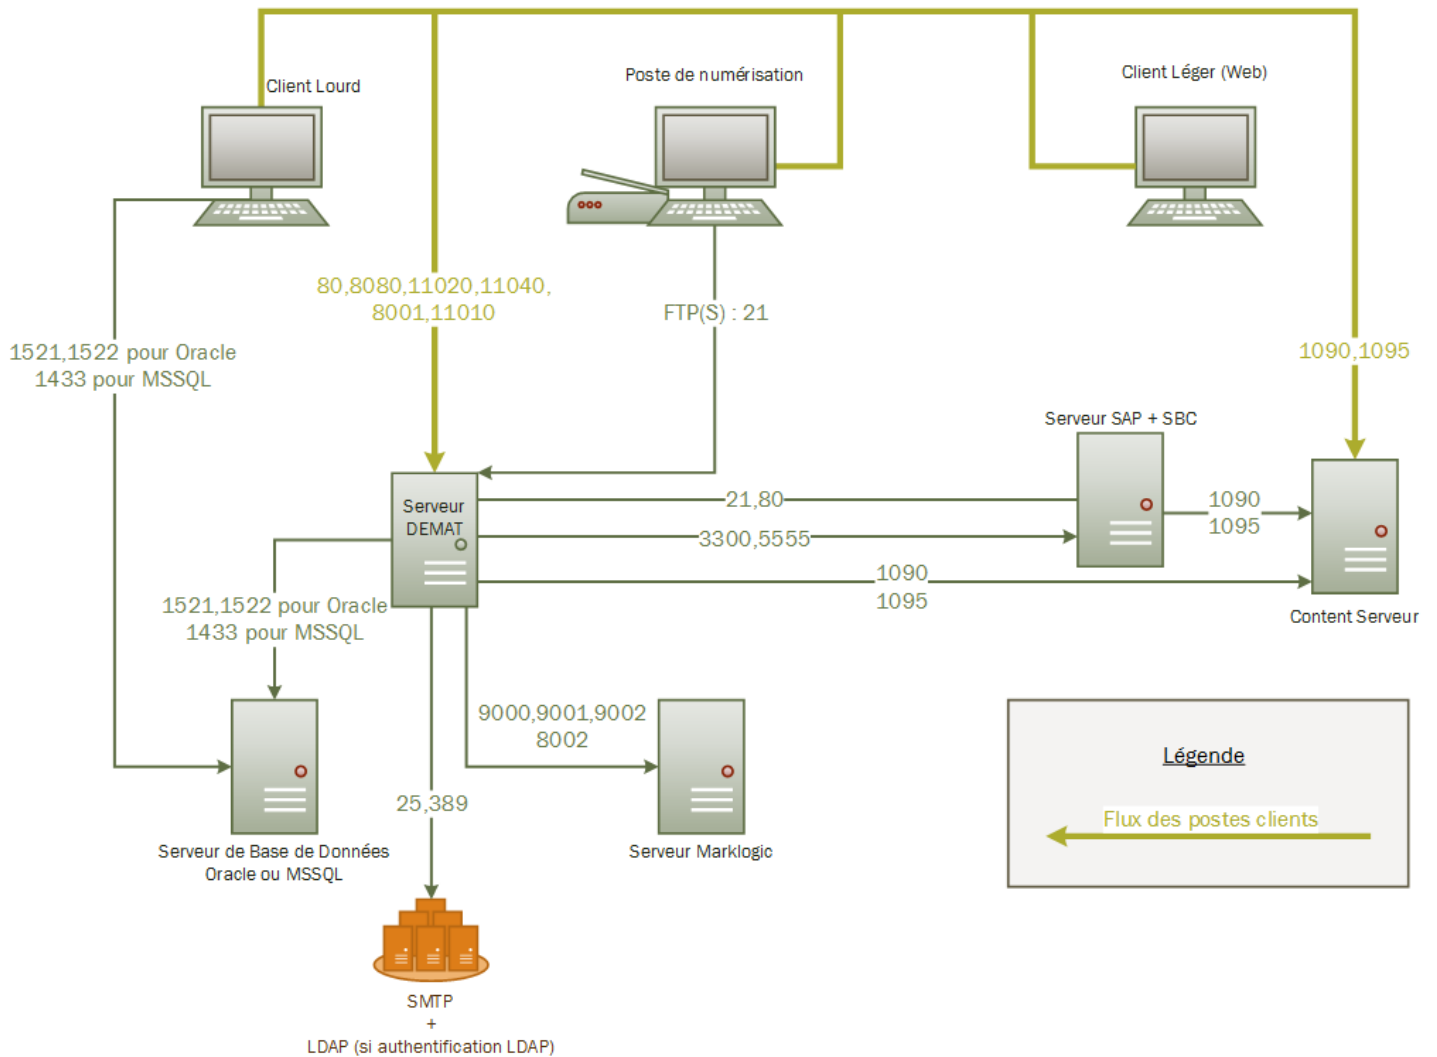 Client Lourd
Poste de numérisation
Client Léger (Web)
80,8080,11020,11040,
8001,11010
FTP(S) : 21
1521,1522 pour Oracle
1433 pour MSSQL
1090,1095
Serveur SAP + SBC
Serveur
DEMAT
21,80
3300,5555
1090
1095
1090
1095
Content Serveur
1521,1522 pour Oracle
1433 pour MSSQL
9000,9001,9002
8002
25,389
Légende
Flux des postes clients
Serveur de Base de Données
Oracle ou MSSQL
Serveur Marklogic
SMTP
+
LDAP (si authentification LDAP)